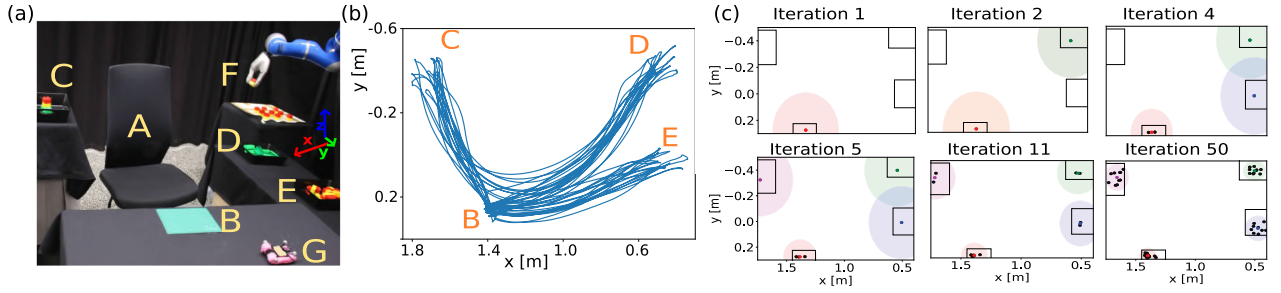 (a)
C
A
F
D
E
B
G
x
y
z
(b)
-0.6
-0.2
0.2
y [m]
C
D
E
B
1.8
1.4
1.0
0.6
x [m]
(c)
Iteration 1
Iteration 2
Iteration 4
−0.4
−0.2
0.0
0.2
y [m]
Iteration 5
Iteration 11
Iteration 50
−0.4
−0.2
0.0
0.2
y [m]
1.5
1.0
0.5
x [m]
1.5
1.0
0.5
x [m]
1.5
1.0
0.5
x [m]